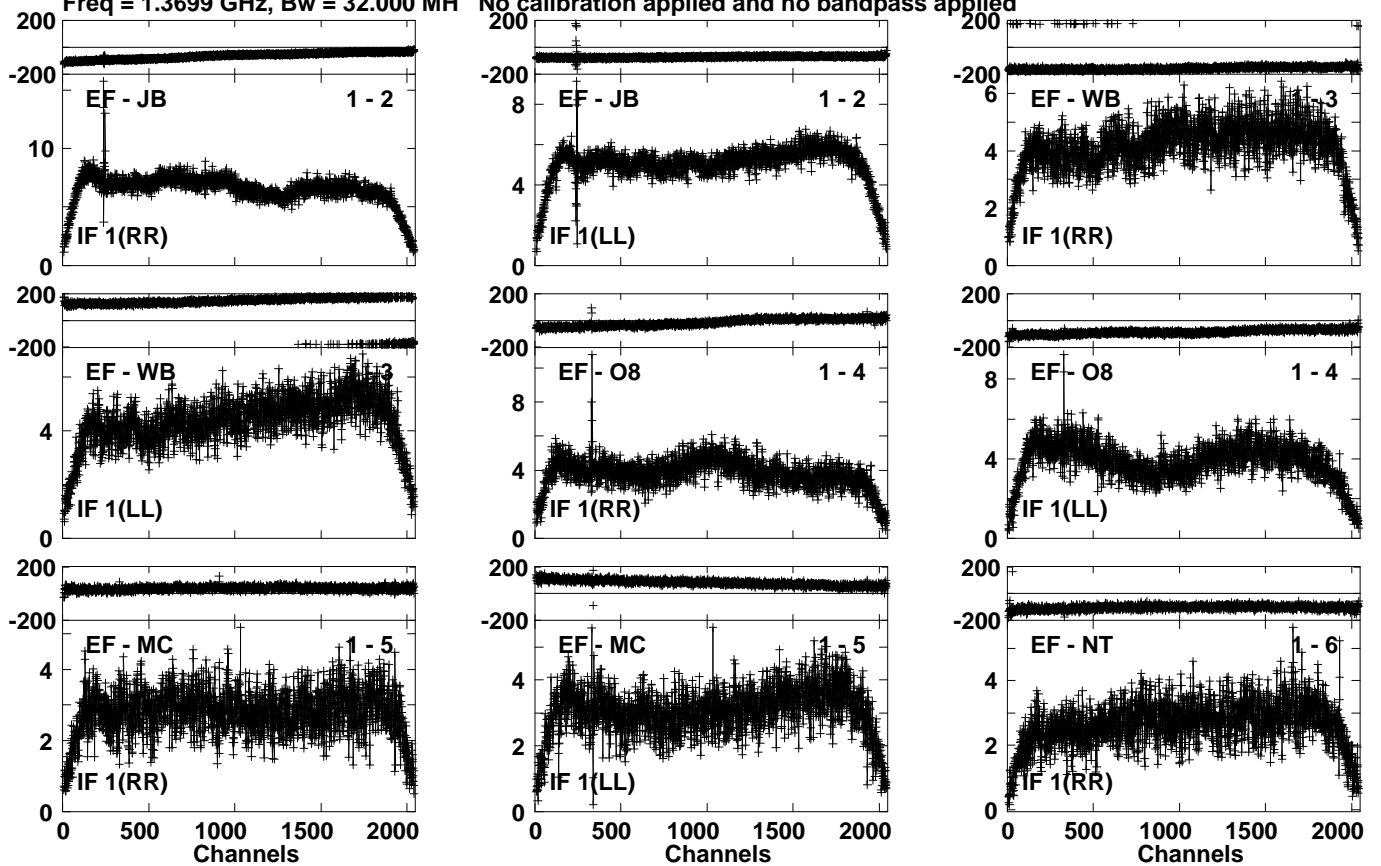 Freq = 1.3699 GHz, Bw = 32.000 MH No calibration applied and no bandpass applied
200
-200
EF - JB 1 - 2
10
IF 1(RR)
0
EF - JB 1 - 2
8
4
IF 1(LL)
0
200
-200
6
EF - WB 1 - 3
4
2
IF 1(RR)
0
200
-200
EF - WB 1 - 3
4
IF 1(LL)
0
EF - O8 1 - 4
8
4
IF 1(RR)
0
200
-200
EF - O8 1 - 4
8
4
IF 1(LL)
0
200
-200
EF - MC 1 - 5
4
2
IF 1(RR)
0
0 500 1000 1500 2000
Channels
200
-200
EF - MC 1 - 5
4
2
IF 1(LL)
0
0 500 1000 1500 2000
Channels
200
-200
EF - NT 1 - 6
4
2
IF 1(RR)
0
0 500 1000 1500 2000
Channels